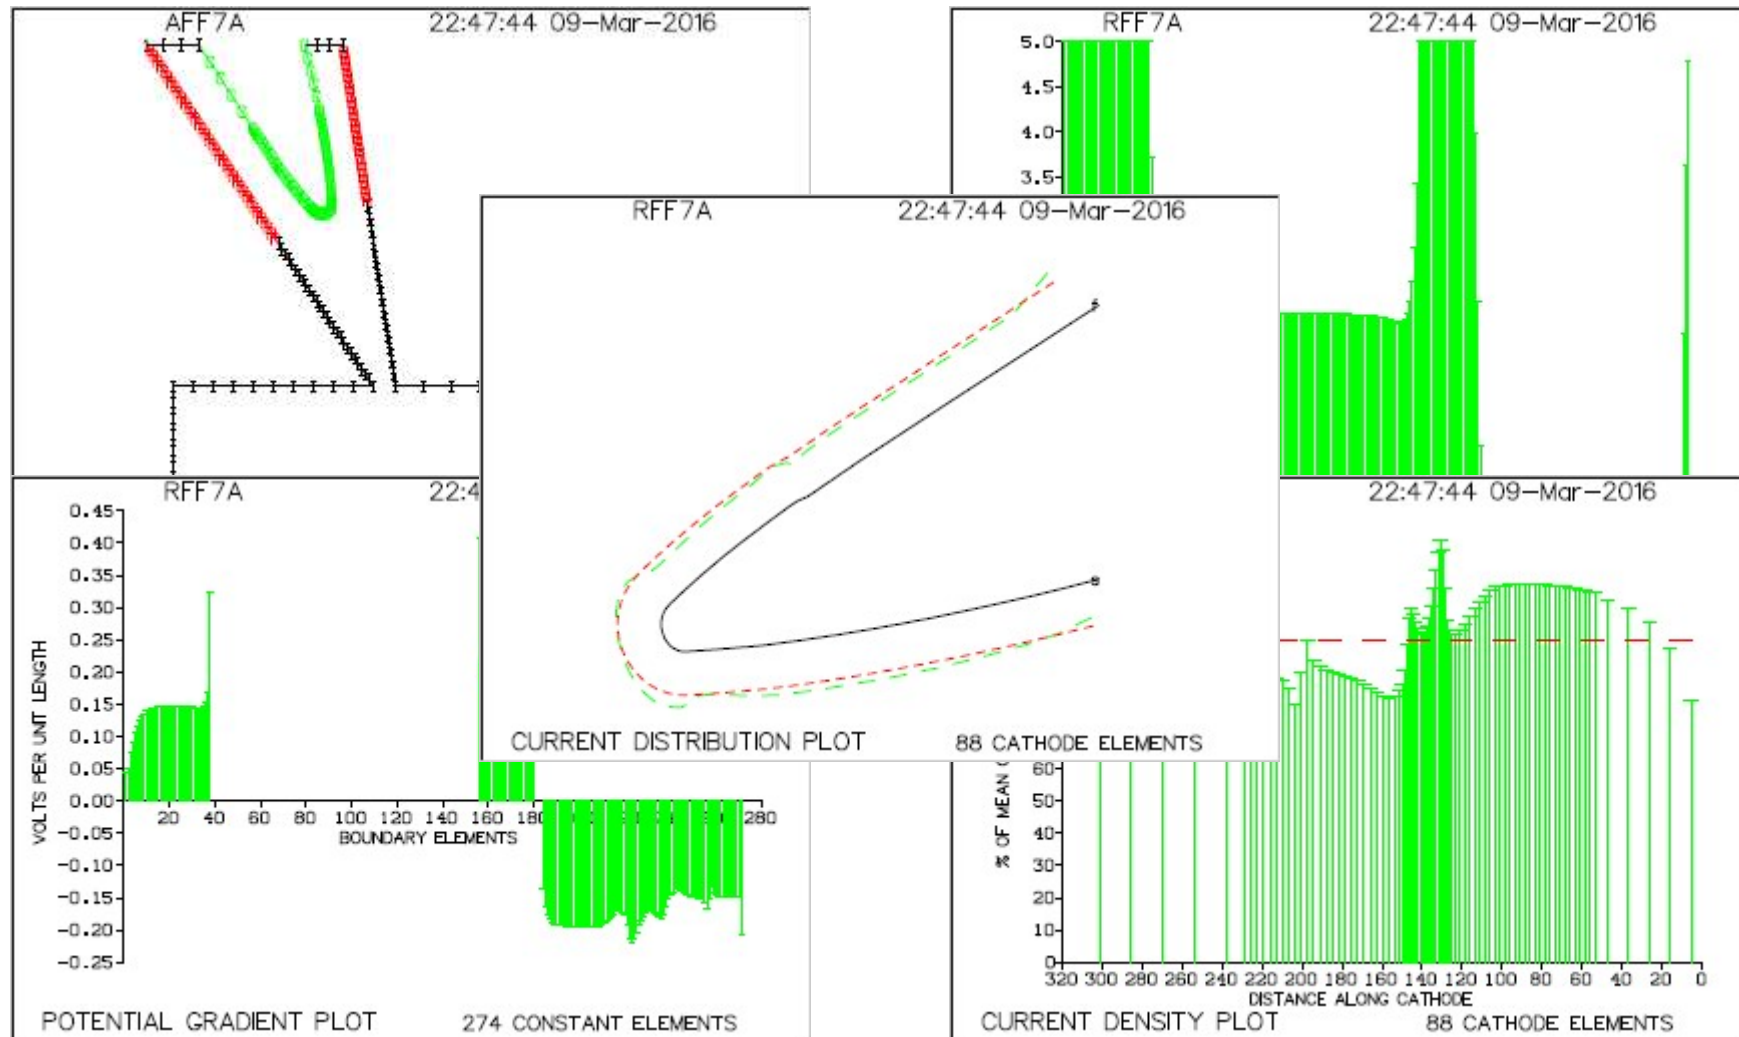 AFF7A 22:47:44 09-Mar-2016
RFF7A 22:47:44 09-Mar-2016
5.0
4.5
4.0
3.5
RFF7A 22:47:44 09-Mar-2016
CURRENT DISTRIBUTION PLOT 88 CATHODE ELEMENTS
RFF7A 22:4
0.45
0.40
0.35
0.30
0.25
0.20
0.15
0.10
0.05
0.00
-0.05
-0.10
-0.15
-0.20
-0.25
VOLTS PER UNIT LENGTH
20 40 60 80 100 120 140 160 180 280
BOUNDARY ELEMENTS
POTENTIAL GRADIENT PLOT 274 CONSTANT ELEMENTS
22:47:44 09-Mar-2016
60
50
40
30
20
10
0
% OF MEAN
320 300 280 260 240 220 200 180 160 140 120 100 80 60 40 20 0
DISTANCE ALONG CATHODE
CURRENT DENSITY PLOT 88 CATHODE ELEMENTS